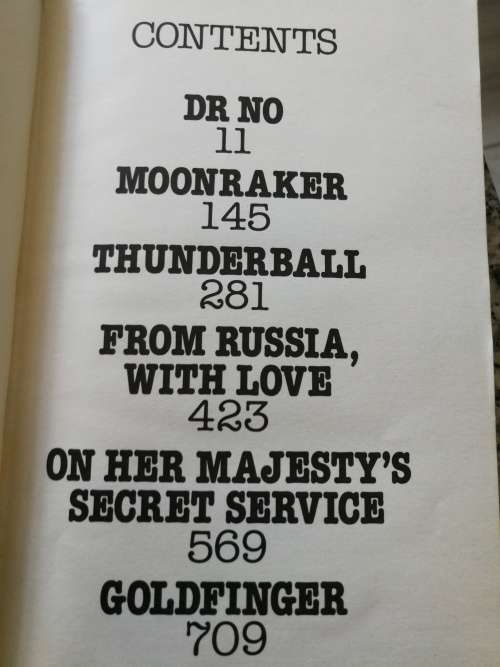 CONTENTS
DR NO
11
MOONRAKER
145
THUNDERBALL
281
FROM RUSSIA,
WITH LOVE
423
ON HER MAJESTY'S
SECRET SERVICE
569
GOLDFINGER
709